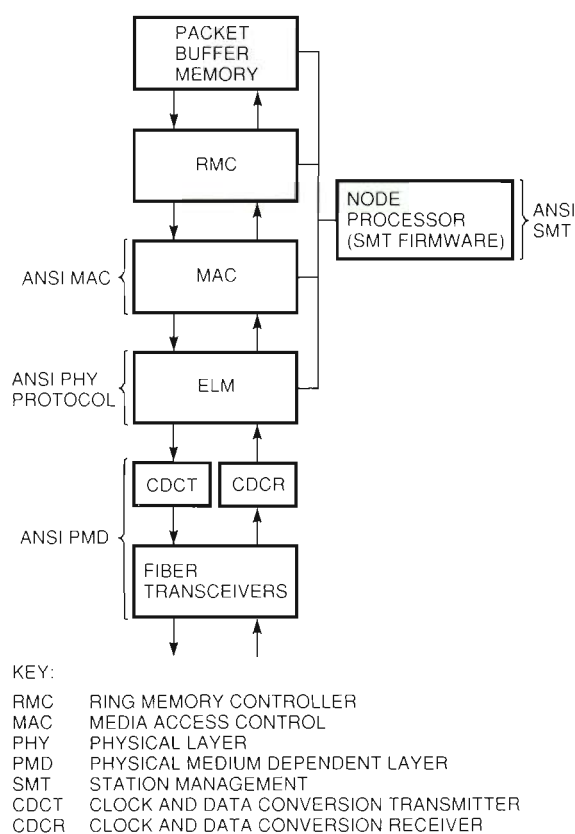 PACKET
BUFFER
MEMORY
RMC
NODE
PROCESSOR
(SMT FIRMWARE)
ANSI
SMT
ANSI MAC
MAC
ANSI PHY
PROTOCOL
ELM
CDCT
CDCR
ANSI PMD
FIBER
TRANSCEIVERS
KEY:
RMC RING MEMORY CONTROLLER
MAC MEDIA ACCESS CONTROL
PHY PHYSICAL LAYER
PMD PHYSICAL MEDIUM DEPENDENT LAYER
SMT STATION MANAGEMENT
CDCT CLOCK AND DATA CONVERSION TRANSMITTER
CDCR CLOCK AND DATA CONVERSION RECEIVER